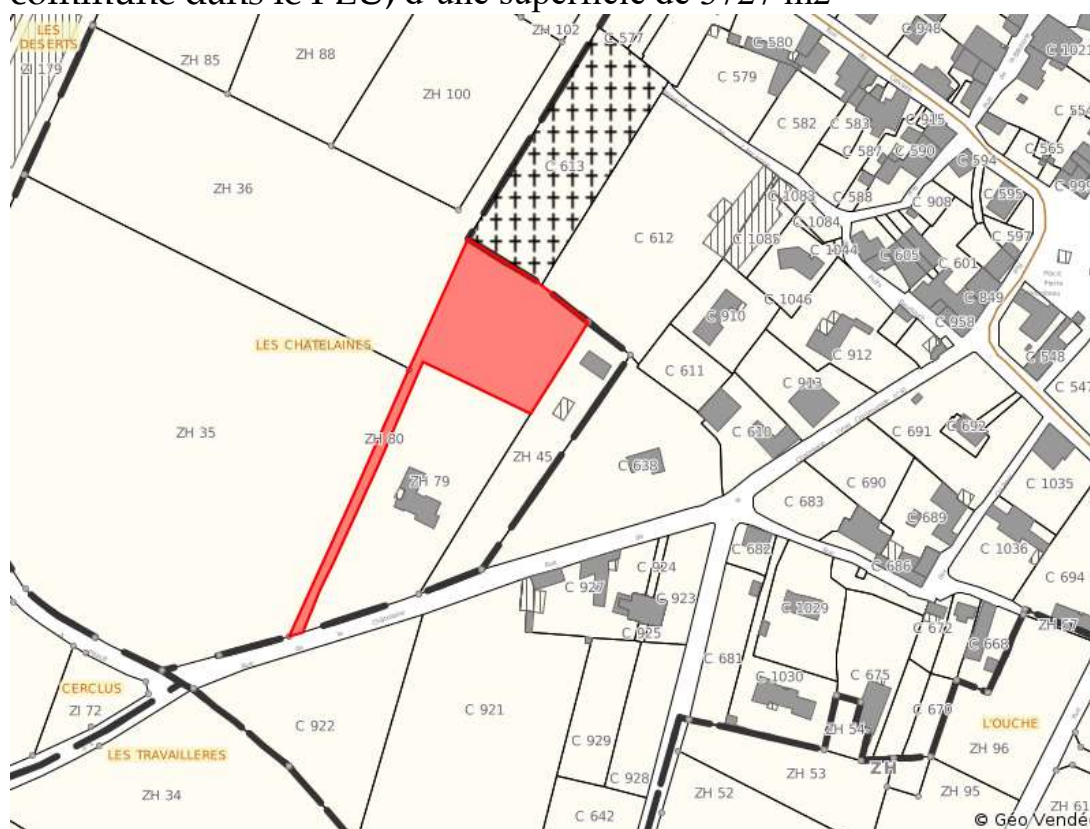 commune dans le PLU, d'une superficie de 3727 m2
LES
DESERTS
ZI 179
ZH 85
ZH 88
ZH 102
C 577
C 580
C 948
C 1021
ZH 100
C 579
C 582
C 583
C 915
C 554
C 587
C 590
C 565
C 613
C 594
C 999
ZH 36
C 1083
C 588
C 908
C 595
C 1084
C 612
C 1085
C 1044
C 605
C 597
C 601
C 1046
C 849
C 910
C 958
LES CHATELAINES
C 912
C 548
C 611
C 913
C 547
ZH 35
ZH 80
C 610
C 691
C 692
ZH 45
C 638
ZH 79
C 690
C 1035
C 683
C 689
C 682
C 1036
C 686
C 924
C 694
C 927
C 923
C 1029
ZH 57
C 925
C 672
C 668
C 681
CERCLUS
C 1030
C 675
ZI 72
C 921
C 670
L'OUCHE
C 922
ZH 54
C 929
ZH 96
LES TRAVAILLERES
ZH
C 928
ZH 53
ZH 34
ZH 52
ZH 95
C 642
ZH 61
© Géo Vendé